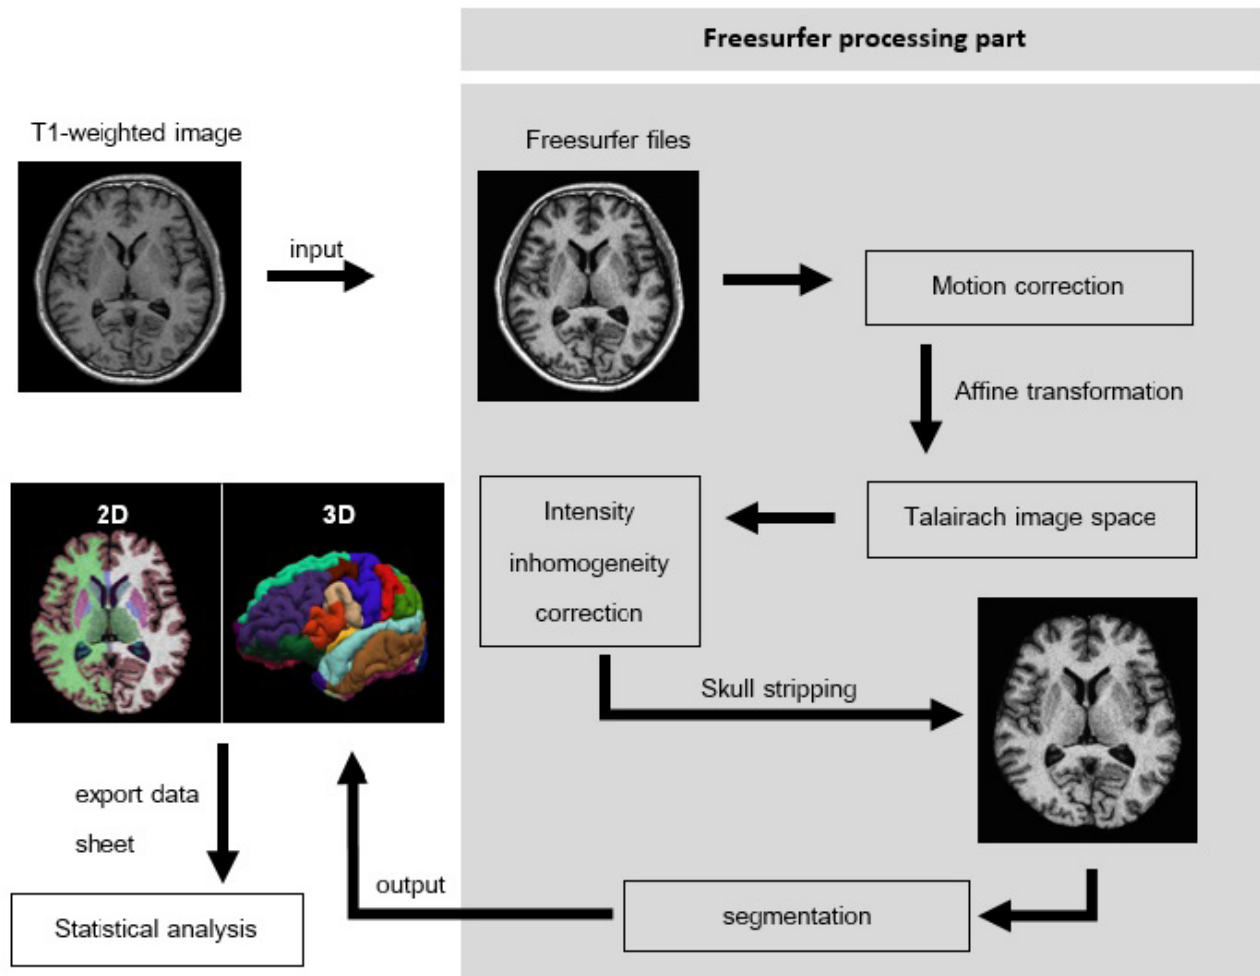 Freesurfer processing part
T1-weighted image
Freesurfer files
input
Motion correction
Affine transformation
Talairach image space
Intensity
inhomogeneity
correction
Skull stripping
segmentation
output
2D
3D
export data
sheet
Statistical analysis